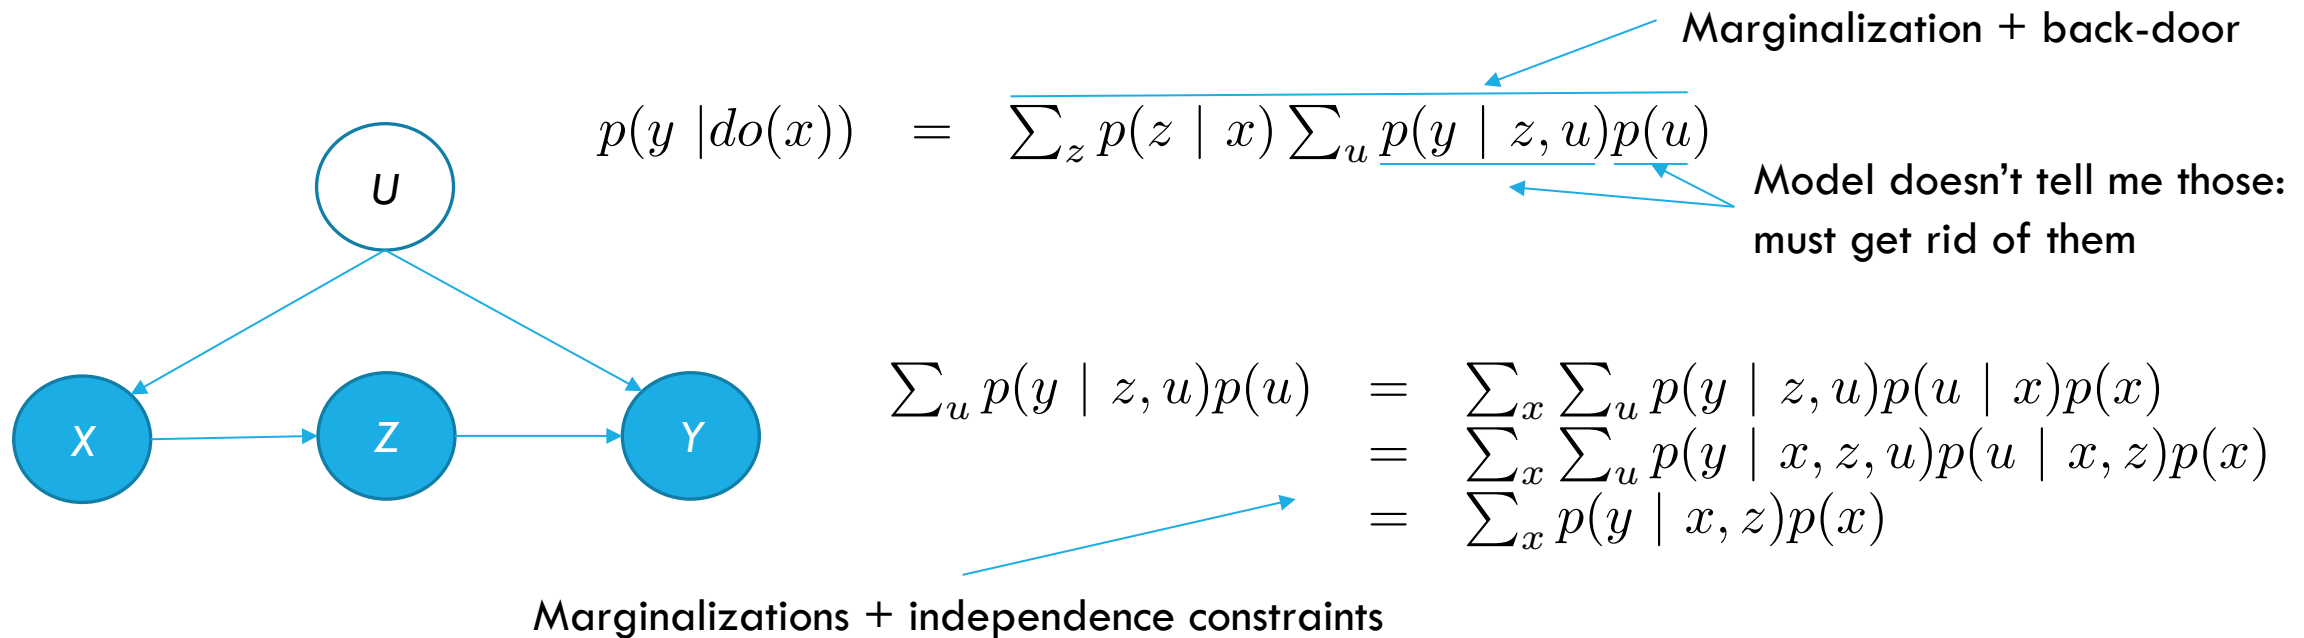 Marginalization + back-door
p(y |do(x)) = ∑_z p(z | x) ∑_u p(y | z, u)p(u)
U
Model doesn’t tell me those:
must get rid of them
∑_u p(y | z, u)p(u) = ∑_x ∑_u p(y | z, u)p(u | x)p(x)
= ∑_x ∑_u p(y | x, z, u)p(u | x, z)p(x)
= ∑_x p(y | x, z)p(x)
X Z Y
Marginalizations + independence constraints